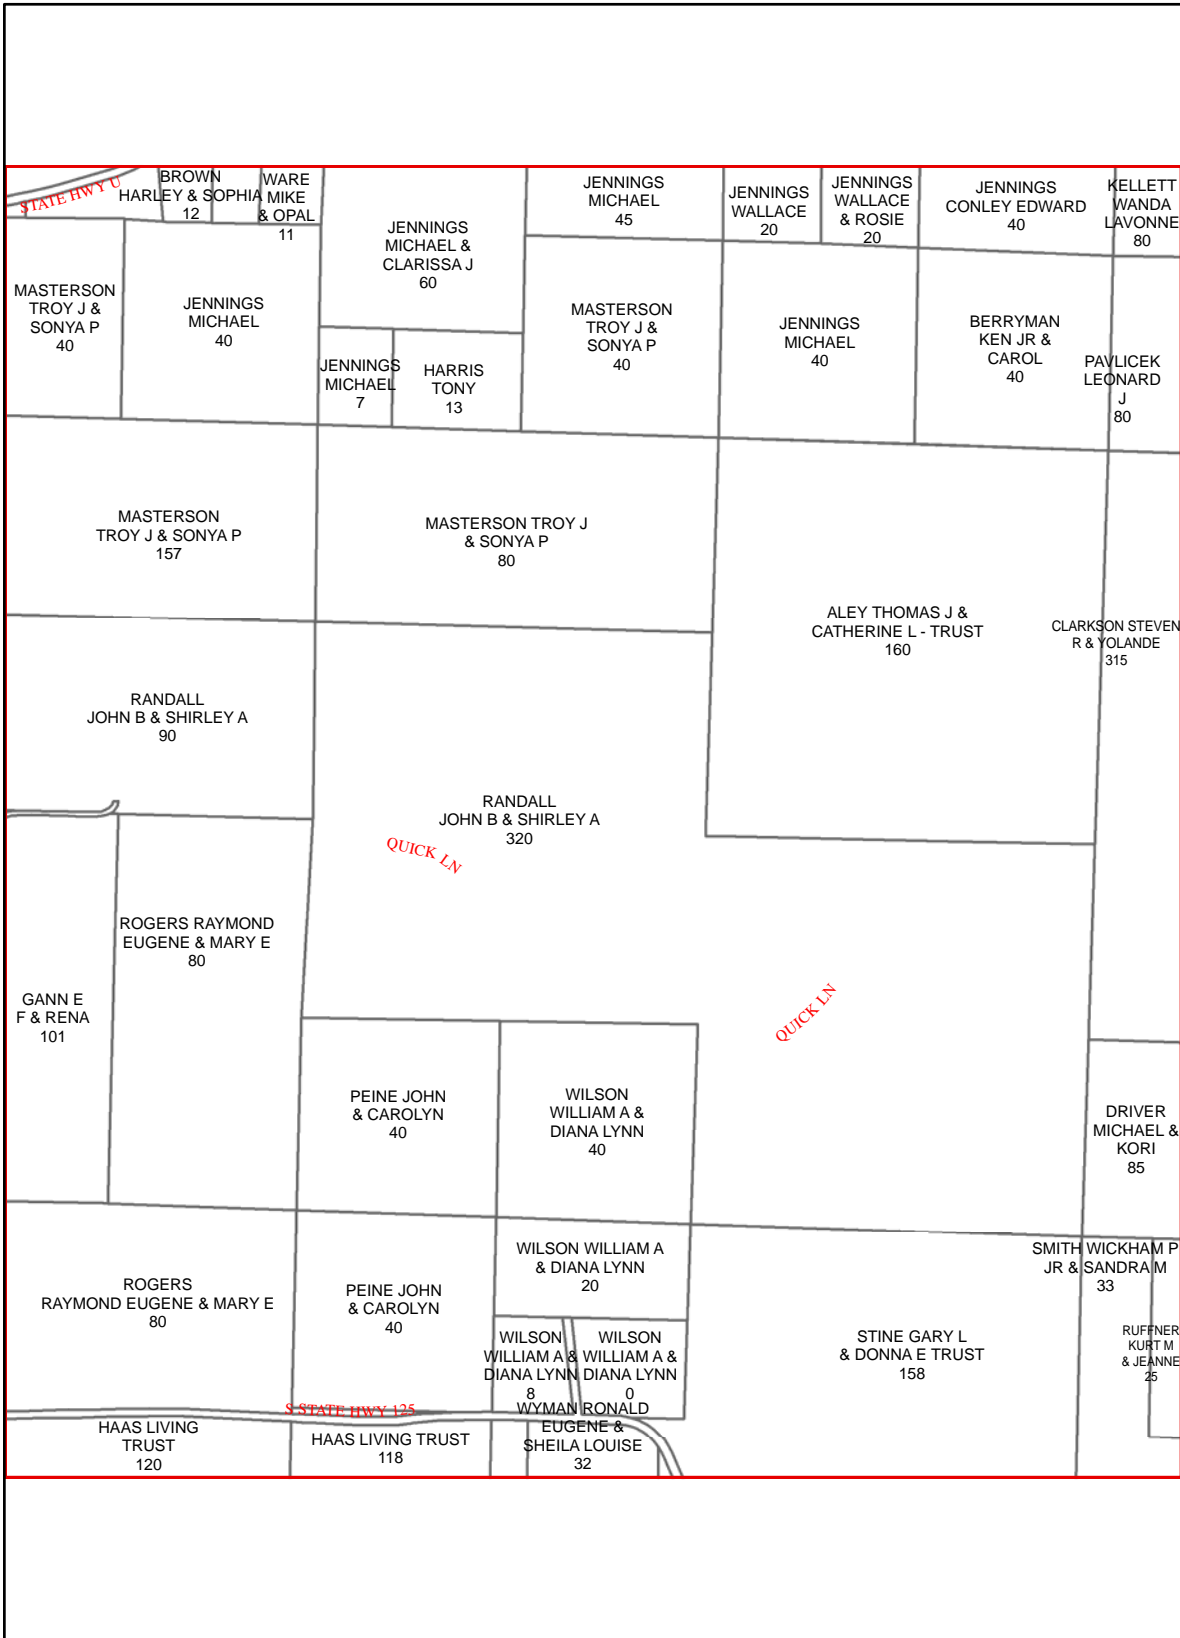 STATE HWY U
BROWN
HARLEY & SOPHIA
12
WARE
MIKE
& OPAL
11
JENNINGS
MICHAEL &
CLARISSA J
60
JENNINGS
MICHAEL
45
JENNINGS
WALLACE
20
JENNINGS
WALLACE
& ROSIE
20
JENNINGS
CONLEY EDWARD
40
KELLETT
WANDA
LAVONNE
80
MASTERSON
TROY J &
SONYA P
40
JENNINGS
MICHAEL
40
JENNINGS
MICHAEL
7
HARRIS
TONY
13
MASTERSON
TROY J &
SONYA P
40
JENNINGS
MICHAEL
40
BERRYMAN
KEN JR &
CAROL
40
PAVLICEK
LEONARD
J
80
MASTERSON
TROY J & SONYA P
157
MASTERSON TROY J
& SONYA P
80
ALEY THOMAS J &
CATHERINE L - TRUST
160
CLARKSON STEVEN
R & YOLANDE
315
RANDALL
JOHN B & SHIRLEY A
90
RANDALL
JOHN B & SHIRLEY A
320
QUICK LN
ROGERS RAYMOND
EUGENE & MARY E
80
GANN E
F & RENA
101
QUICK LN
PEINE JOHN
& CAROLYN
40
WILSON
WILLIAM A &
DIANA LYNN
40
DRIVER
MICHAEL &
KORI
85
ROGERS
RAYMOND EUGENE & MARY E
80
PEINE JOHN
& CAROLYN
40
WILSON WILLIAM A
& DIANA LYNN
20
SMITH WICKHAM P
JR & SANDRA M
33
WILSON
WILLIAM A &
DIANA LYNN
8
WILSON
WILLIAM A &
DIANA LYNN
0
STINE GARY L
& DONNA E TRUST
158
RUFFNER
KURT M
& JEANNE
25
S STATE HWY 125
HAAS LIVING
TRUST
120
HAAS LIVING TRUST
118
WYMAN RONALD
EUGENE &
SHEILA LOUISE
32